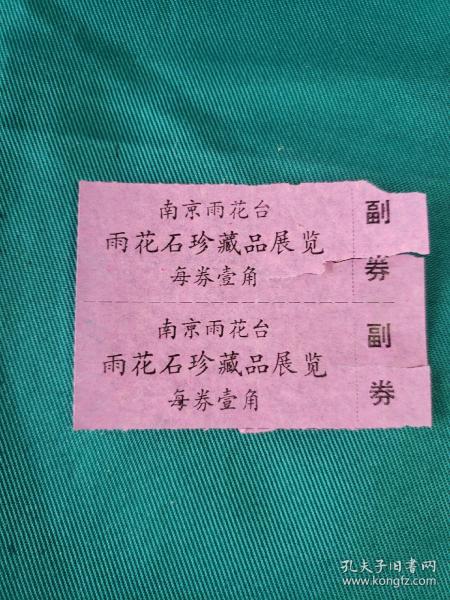 南京雨花台
雨花石珍藏品展览
每券壹角
副
券
南京雨花台
雨花石珍藏品展览
每券壹角
副
券
孔夫子旧书网
www.kongfz.com